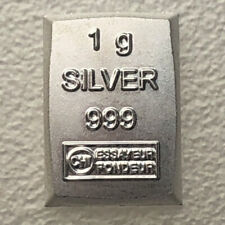 1 g
SILVER
999
CHI ESSAYEUR
FONDEUR